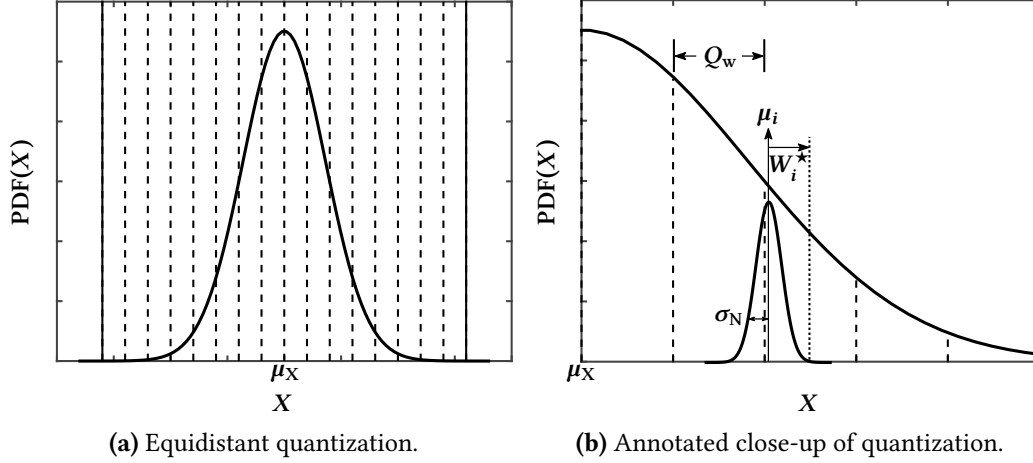 PDF(X)
μX
X
(a) Equidistant quantization.
PDF(X)
Qw
μi
Wi★
σN
μX
X
(b) Annotated close-up of quantization.